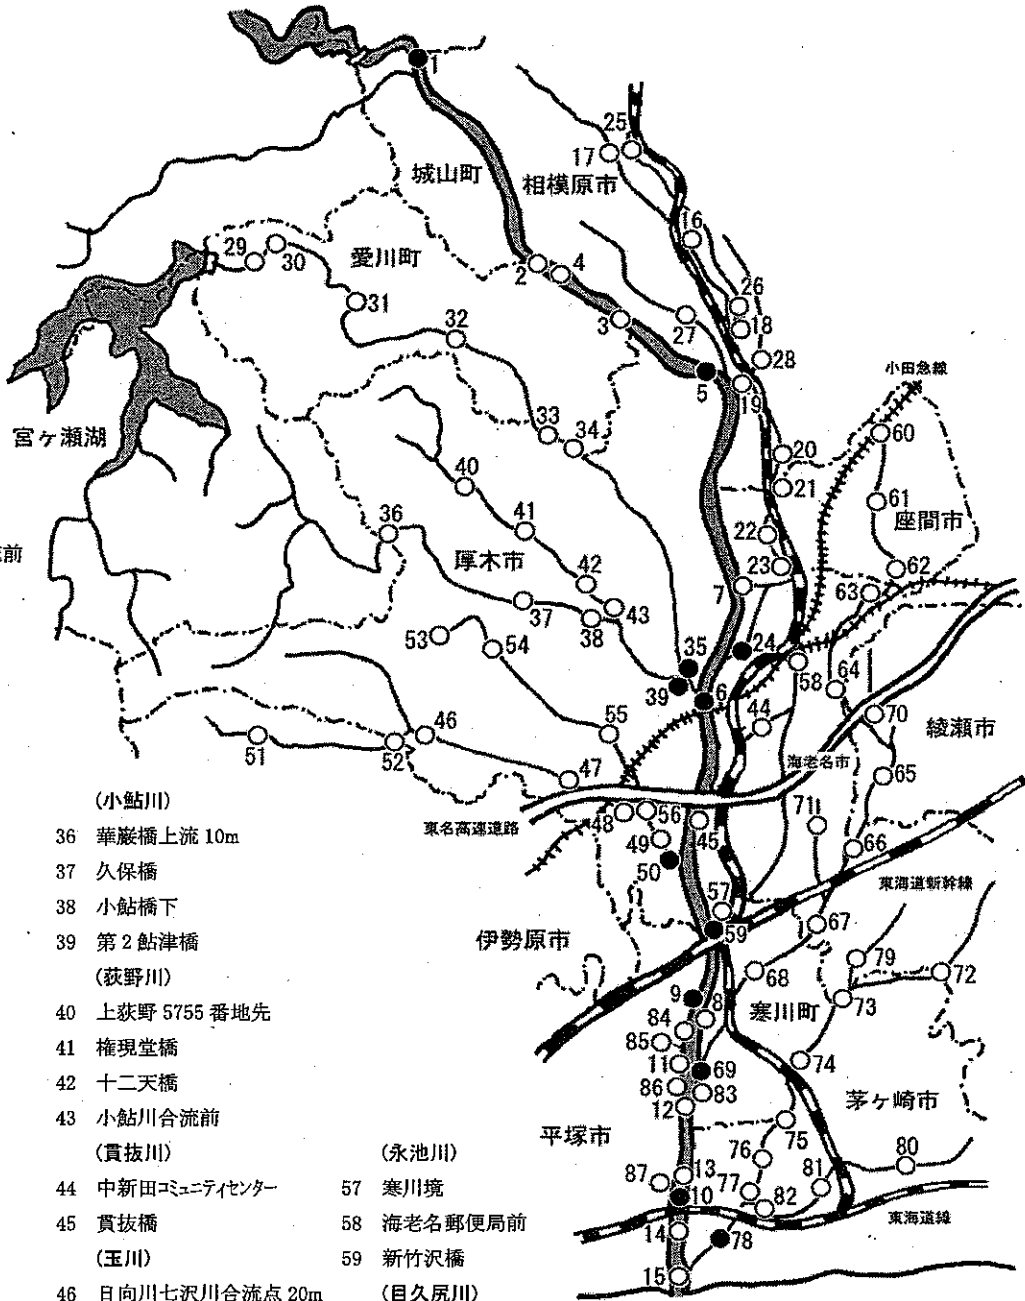 1
25
17
城山町
相模原市
16
29
30
愛川町
2
4
26
31
3
27
18
32
28
5
小田急線
19
宮ヶ瀬湖
33
34
60
20
40
21
61
座間市
36
41
22
前
厚木市
42
23
62
7
63
37
43
38
53
54
35
24
39
6
58
64
44
70
綾瀬市
55
51
52
46
海老名市
47
65
(小鮎川)
東名高速道路
48
56
45
71
36 華厳橋上流 10m
49
66
50
37 久保橋
東海道新幹線
57
38 小鮎橋下
59
67
39 第2鮎津橋
伊勢原市
79
72
(荻野川)
68
9
8
寒川町
73
40 上荻野 5755 番地先
84
85
41 権現堂橋
11
69
74
42 十二天橋
86
83
12
茅ヶ崎市
43 小鮎川合流前
平塚市
75
(貫抜川) (永池川)
76
80
44 中新田コミュニティセンター 57 寒川境
87
13
77
81
10
82
45 貫抜橋 58 海老名郵便局前
東海道線
14
78
(玉川) 59 新竹沢橋
15
46 日向川七沢川合流点 20m (目久尻川)